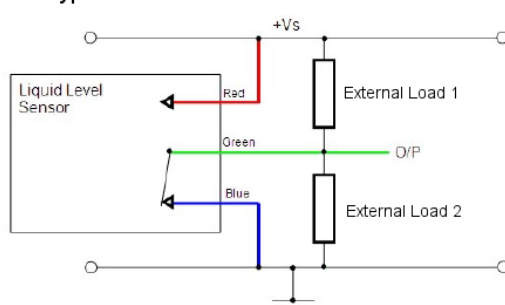 +Vs
Liquid Level
Sensor
Red
External Load 1
Green
O/P
Blue
External Load 2